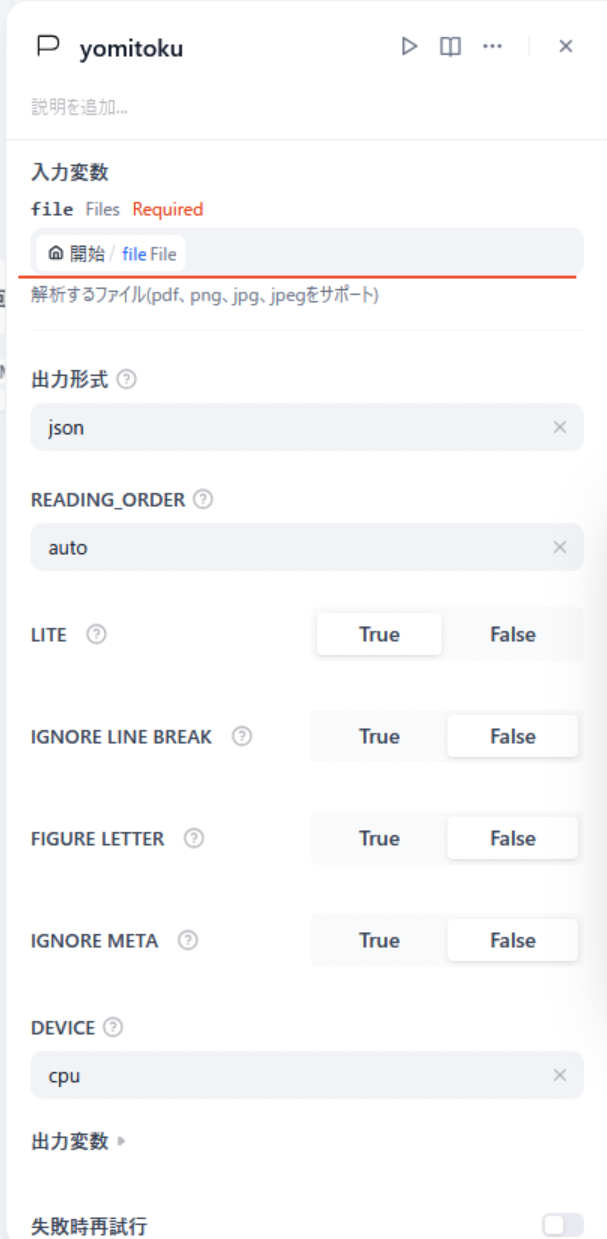 yomitoku
説明を追加...
入力変数
file Files Required
開始 / file File
解析するファイル(pdf、png、jpg、jpegをサポート)
出力形式
json
READING_ORDER
auto
LITE
True False
IGNORE LINE BREAK
True False
FIGURE LETTER
True False
IGNORE META
True False
DEVICE
cpu
出力変数
失敗時再試行